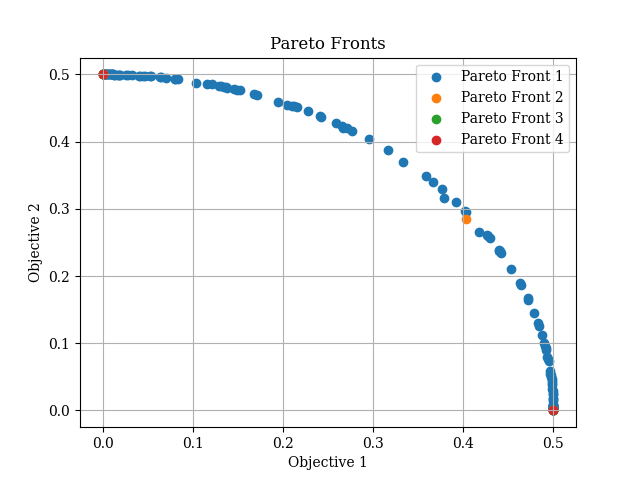 Pareto Fronts
Pareto Front 1
Pareto Front 2
Pareto Front 3
Pareto Front 4
Objective 2
0.5
0.4
0.3
0.2
0.1
0.0
0.0 0.1 0.2 0.3 0.4 0.5
Objective 1